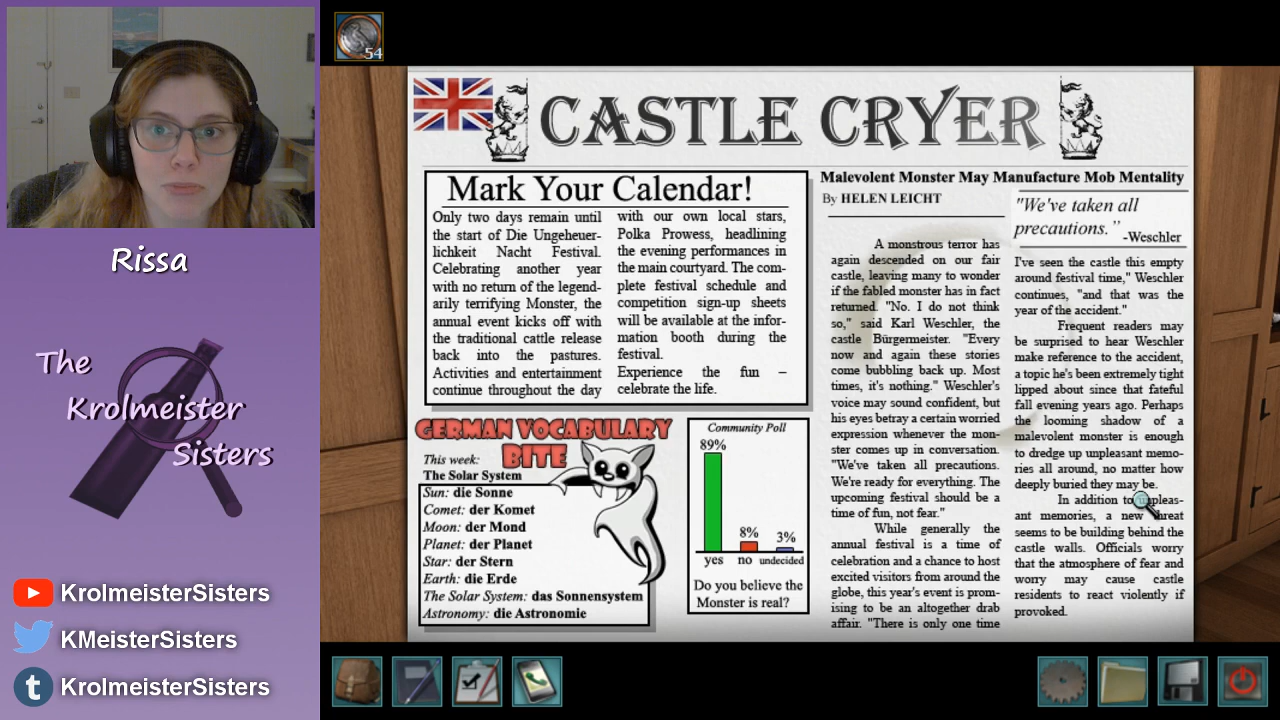 54
CASTLE CRYER
Mark Your Calendar!
Only two days remain until
the start of Die Ungeheuer-
lichkeit Nacht Festival.
Celebrating another year
with no return of the legend-
arily terrifying Monster, the
annual event kicks off with
the traditional cattle release
back into the pastures.
Activities and entertainment
continue throughout the day
with our own local stars,
Polka Prowess, headlining
the evening performances in
the main courtyard. The com-
plete festival schedule and
competition sign-up sheets
will be available at the infor-
mation booth during the
festival.
Experience the fun –
celebrate the life.
GERMAN VOCABULARY
BITE
This week:
The Solar System
Sun: die Sonne
Comet: der Komet
Moon: der Mond
Planet: der Planet
Star: der Stern
Earth: die Erde
The Solar System: das Sonnensystem
Astronomy: die Astronomie
Community Poll
89%
8%
3%
yes no undecided
Do you believe the
Monster is real?
Malevolent Monster May Manufacture Mob Mentality
By HELEN LEICHT
"We've taken all
precautions."
-Weschler
A monstrous terror has
again descended on our fair
castle, leaving many to wonder
if the fabled monster has in fact
returned. "No. I do not think
so," said Karl Weschler, the
castle Bürgermeister. "Every
now and again these stories
come bubbling back up. Most
times, it's nothing." Weschler's
voice may sound confident, but
his eyes betray a certain worried
expression whenever the mon-
ster comes up in conversation.
"We've taken all precautions.
We're ready for everything. The
upcoming festival should be a
time of fun, not fear."
While generally the
annual festival is a time of
celebration and a chance to host
excited visitors from around the
globe, this year's event is prom-
ising to be an altogether drab
affair. "There is only one time
I've seen the castle this empty
around festival time," Weschler
continues, "and that was the
year of the accident."
Frequent readers may
be surprised to hear Weschler
make reference to the accident,
a topic he's been extremely tight
lipped about since that fateful
fall evening years ago. Perhaps
the looming shadow of a
malevolent monster is enough
to dredge up unpleasant memo-
ries all around, no matter how
deeply buried they may be.
In addition to unpleas-
ant memories, a new threat
seems to be building behind the
castle walls. Officials worry
that the atmosphere of fear and
worry may cause castle
residents to react violently if
provoked.
Rissa
The
Krolmeister
Sisters
KrolmeisterSisters
KMeisterSisters
KrolmeisterSisters